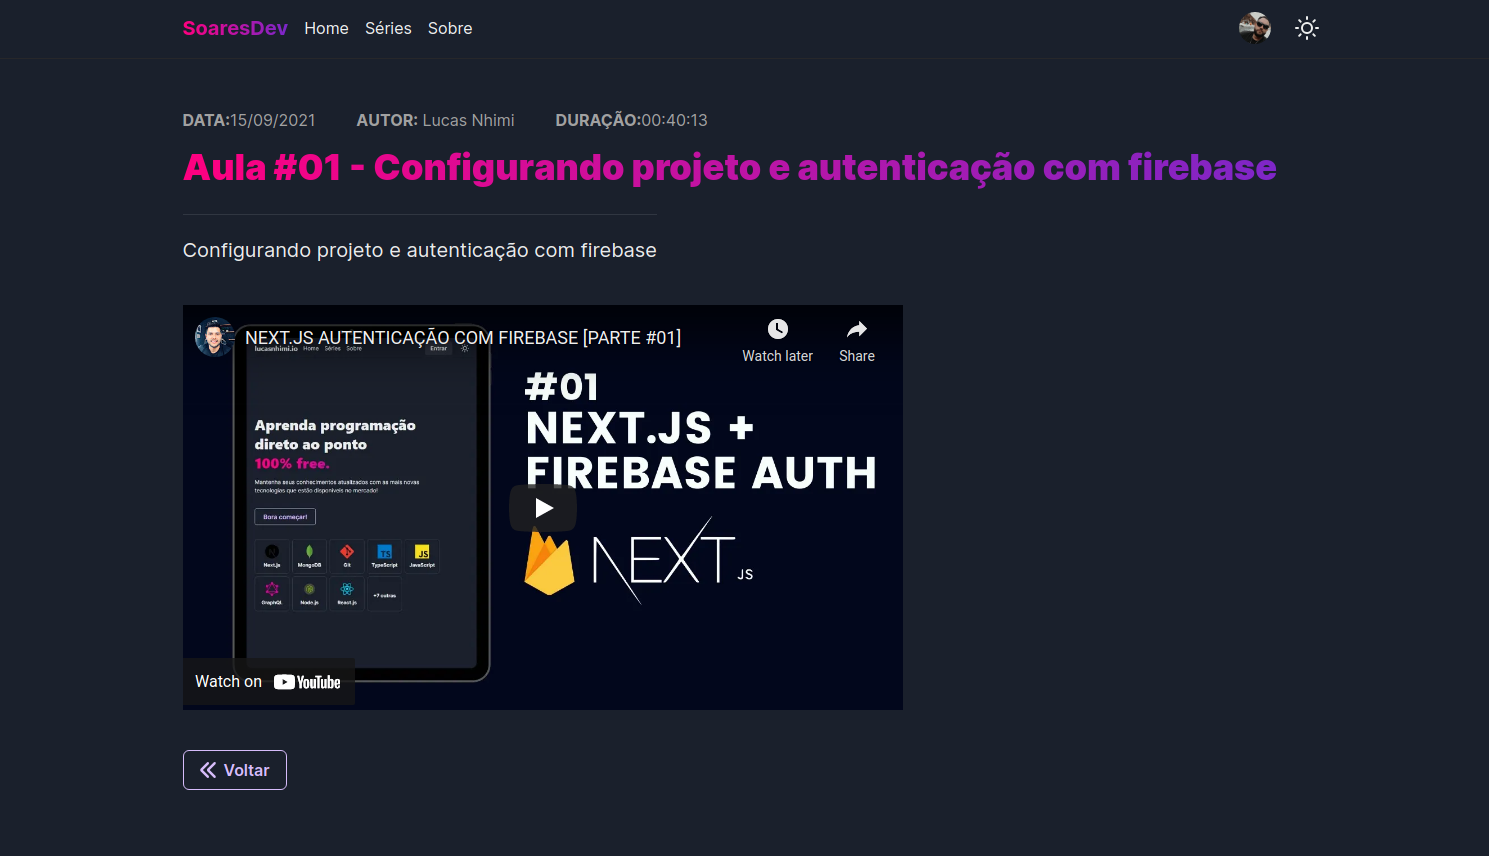 SoaresDev Home Séries Sobre
DATA:15/09/2021 AUTOR: Lucas Nhimi DURAÇÃO:00:40:13
Aula #01 - Configurando projeto e autenticação com firebase
Configurando projeto e autenticação com firebase
NEXT.JS AUTENTICAÇÃO COM FIREBASE [PARTE #01]
Watch later Share
lucasnhimi.io Home Séries Sobre Entrar
Aprenda programação
direto ao ponto
100% free.
Mantenha seus conhecimentos atualizados com as mais novas
tecnologias que estão disponíveis no mercado!
Bora começar!
TS JS
Next.js MongoDB Git TypeScript JavaScript
GraphQL Node.js React.js +7 outras
#01
NEXT.JS +
FIREBASE AUTH
NEXT JS
Watch on YouTube
Voltar